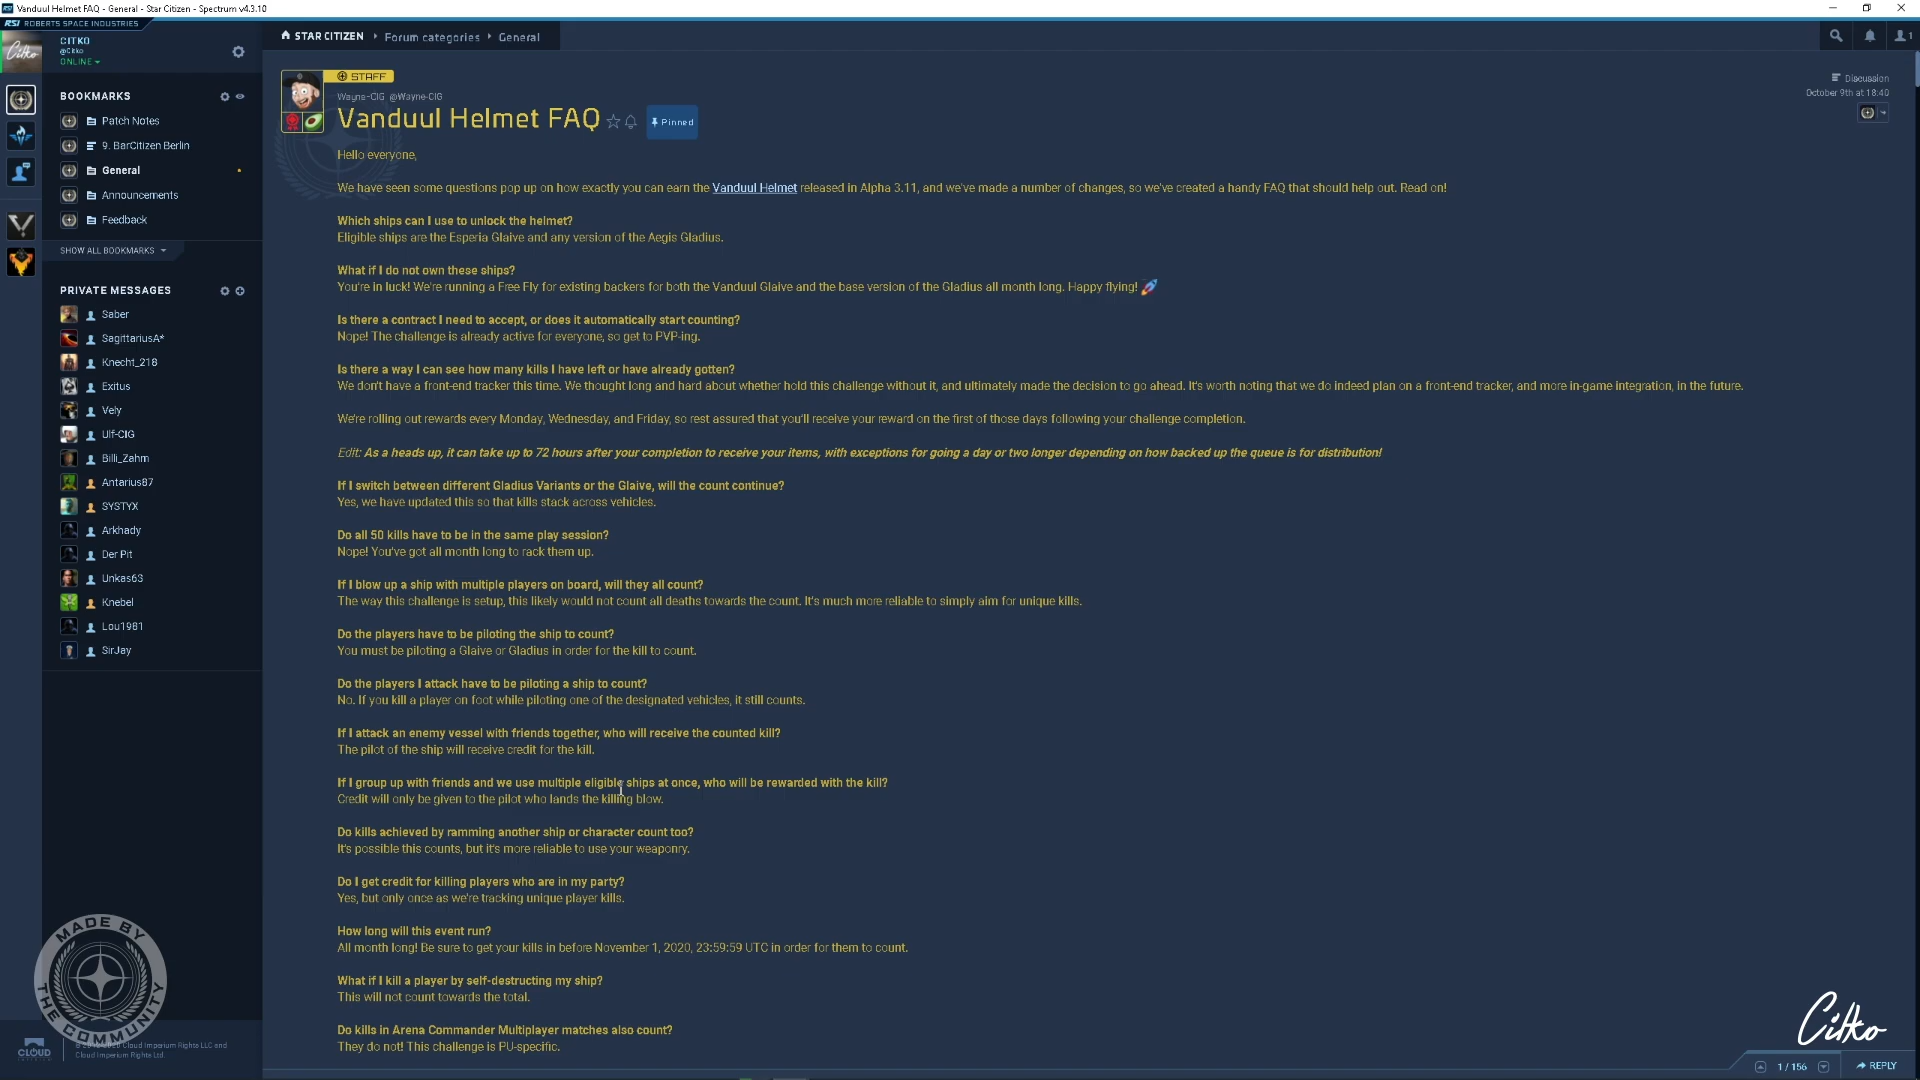 Vanduul Helmet FAQ - General - Star Citizen - Spectrum v4.3.10
RSI ROBERTS SPACE INDUSTRIES
Citko
CITKO
@Citko
ONLINE
BOOKMARKS
Patch Notes
9. BarCitizen Berlin
General
Announcements
Feedback
SHOW ALL BOOKMARKS
PRIVATE MESSAGES
Saber
SagittariusA*
Knecht_218
Exitus
Vely
Ulf-CIG
Billi_Zahm
Antarius87
SYSTYX
Arkhady
Der Pit
Unkas63
Knebel
Lou1981
SirJay
MADE BY THE COMMUNITY
CLOUD
Cloud Imperium Rights LLC and
Cloud Imperium Rights Ltd.
STAR CITIZEN
Forum categories
General
1
STAFF
Wayne-CIG @Wayne-CIG
Vanduul Helmet FAQ
Pinned
Discussion
October 9th at 18:40
Hello everyone,
We have seen some questions pop up on how exactly you can earn the Vanduul Helmet released in Alpha 3.11, and we've made a number of changes, so we've created a handy FAQ that should help out. Read on!
Which ships can I use to unlock the helmet?
Eligible ships are the Esperia Glaive and any version of the Aegis Gladius.
What if I do not own these ships?
You're in luck! We're running a Free Fly for existing backers for both the Vanduul Glaive and the base version of the Gladius all month long. Happy flying!
Is there a contract I need to accept, or does it automatically start counting?
Nope! The challenge is already active for everyone, so get to PVP-ing.
Is there a way I can see how many kills I have left or have already gotten?
We don't have a front-end tracker this time. We thought long and hard about whether hold this challenge without it, and ultimately made the decision to go ahead. It's worth noting that we do indeed plan on a front-end tracker, and more in-game integration, in the future.
We're rolling out rewards every Monday, Wednesday, and Friday, so rest assured that you'll receive your reward on the first of those days following your challenge completion.
Edit: As a heads up, it can take up to 72 hours after your completion to receive your items, with exceptions for going a day or two longer depending on how backed up the queue is for distribution!
If I switch between different Gladius Variants or the Glaive, will the count continue?
Yes, we have updated this so that kills stack across vehicles.
Do all 50 kills have to be in the same play session?
Nope! You've got all month long to rack them up.
If I blow up a ship with multiple players on board, will they all count?
The way this challenge is setup, this likely would not count all deaths towards the count. It's much more reliable to simply aim for unique kills.
Do the players have to be piloting the ship to count?
You must be piloting a Glaive or Gladius in order for the kill to count.
Do the players I attack have to be piloting a ship to count?
No. If you kill a player on foot while piloting one of the designated vehicles, it still counts.
If I attack an enemy vessel with friends together, who will receive the counted kill?
The pilot of the ship will receive credit for the kill.
If I group up with friends and we use multiple eligible ships at once, who will be rewarded with the kill?
Credit will only be given to the pilot who lands the killing blow.
Do kills achieved by ramming another ship or character count too?
It's possible this counts, but it's more reliable to use your weaponry.
Do I get credit for killing players who are in my party?
Yes, but only once as we're tracking unique player kills.
How long will this event run?
All month long! Be sure to get your kills in before November 1, 2020, 23:59:59 UTC in order for them to count.
What if I kill a player by self-destructing my ship?
This will not count towards the total.
Do kills in Arena Commander Multiplayer matches also count?
They do not! This challenge is PU-specific.
Citko
1 / 156
REPLY